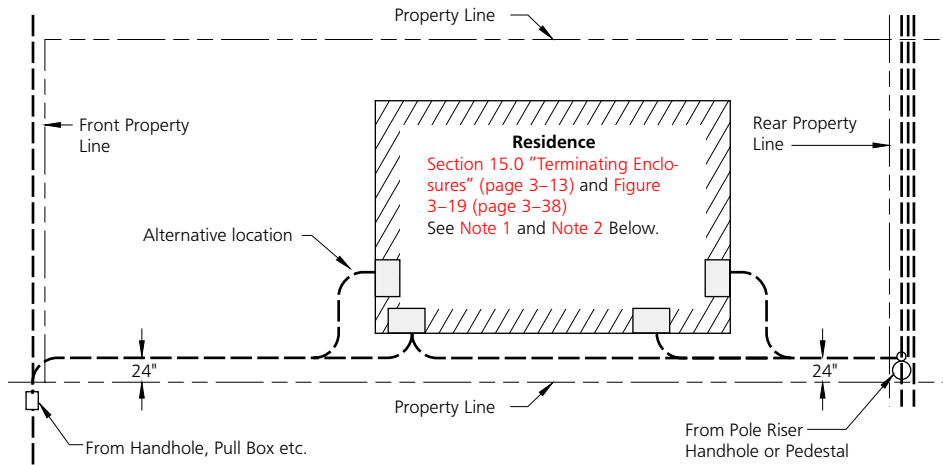 Property Line
Front Property
Line
Residence
Section 15.0 "Terminating Enclo-
sures" (page 3–13) and Figure
3–19 (page 3–38)
See Note 1 and Note 2 Below.
Rear Property
Line
Alternative location
24"
24"
Property Line
From Handhole, Pull Box etc.
From Pole Riser
Handhole or Pedestal